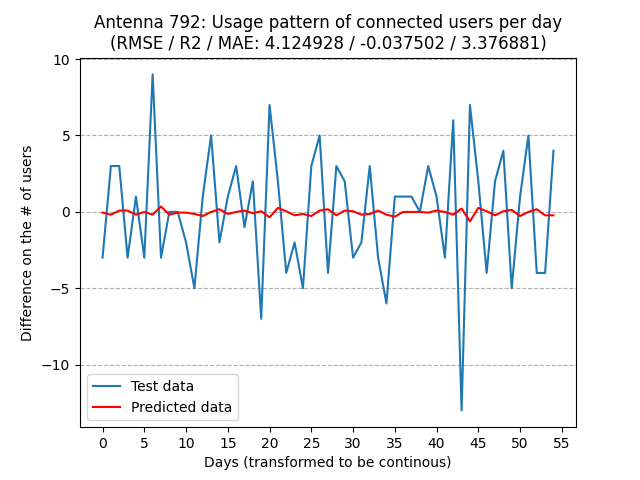 Antenna 792: Usage pattern of connected users per day
(RMSE / R2 / MAE: 4.124928 / -0.037502 / 3.376881)
10
5
0
−5
−10
Difference on the # of users
Test data
Predicted data
0 5 10 15 20 25 30 35 40 45 50 55
Days (transformed to be continous)